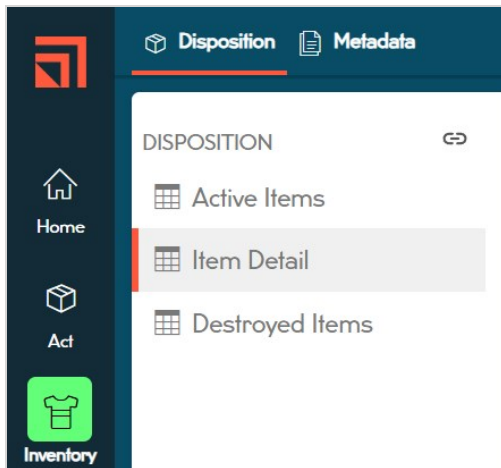 Disposition
Metadata
DISPOSITION
Active Items
Item Detail
Destroyed Items
Home
Act
Inventory